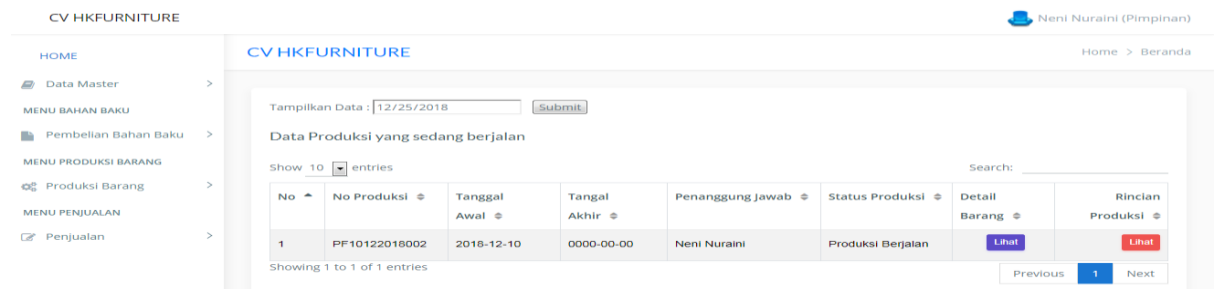 CV HKFURNITURE
Neni Nuraini (Pimpinan)
HOME
CV HKFURNITURE
Home > Beranda
Data Master >
MENU BAHAN BAKU
Pembelian Bahan Baku >
MENU PRODUKSI BARANG
Produksi Barang >
MENU PENJUALAN
Penjualan >
Tampilkan Data : 12/25/2018 Submit
Data Produksi yang sedang berjalan
Show 10 entries
Search:
No No Produksi Tanggal Awal Tangal Akhir Penanggung Jawab Status Produksi Detail Barang Rincian Produksi
1 PF10122018002 2018-12-10 0000-00-00 Neni Nuraini Produksi Berjalan Lihat Lihat
Showing 1 to 1 of 1 entries
Previous 1 Next